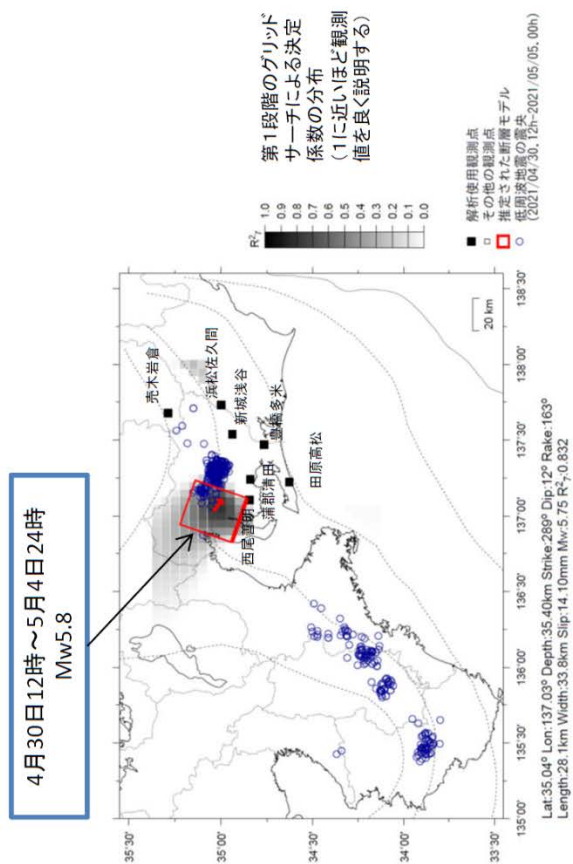 4月30日12時～5月4日24時
Mw5.8
35°30'
35°00'
34°30'
34°00'
33°30'
135°00'
135°30'
136°00'
136°30'
137°00'
137°30'
138°00'
138°30'
売木岩倉
浜松佐久間
新城浅谷
豊橋多米
田原高松
蒲郡清田
西尾善明
20 km
第1段階のグリッド
サーチによる決定
係数の分布
(1に近いほど観測
値を良く説明する)
R²₇
1.0
0.9
0.8
0.7
0.6
0.5
0.4
0.3
0.2
0.1
0.0
解析使用観測点
その他の観測点
推定された断層モデル
低周波地震の震央
(2021/04/30.12h-2021/05/05.00h)
Lat:35.04° Lon:137.03° Depth:35.40km Strike:289° Dip:12° Rake:163°
Length:28.1km Width:33.8km Slip:14.10mm Mw:5.75 R²₇:0.832